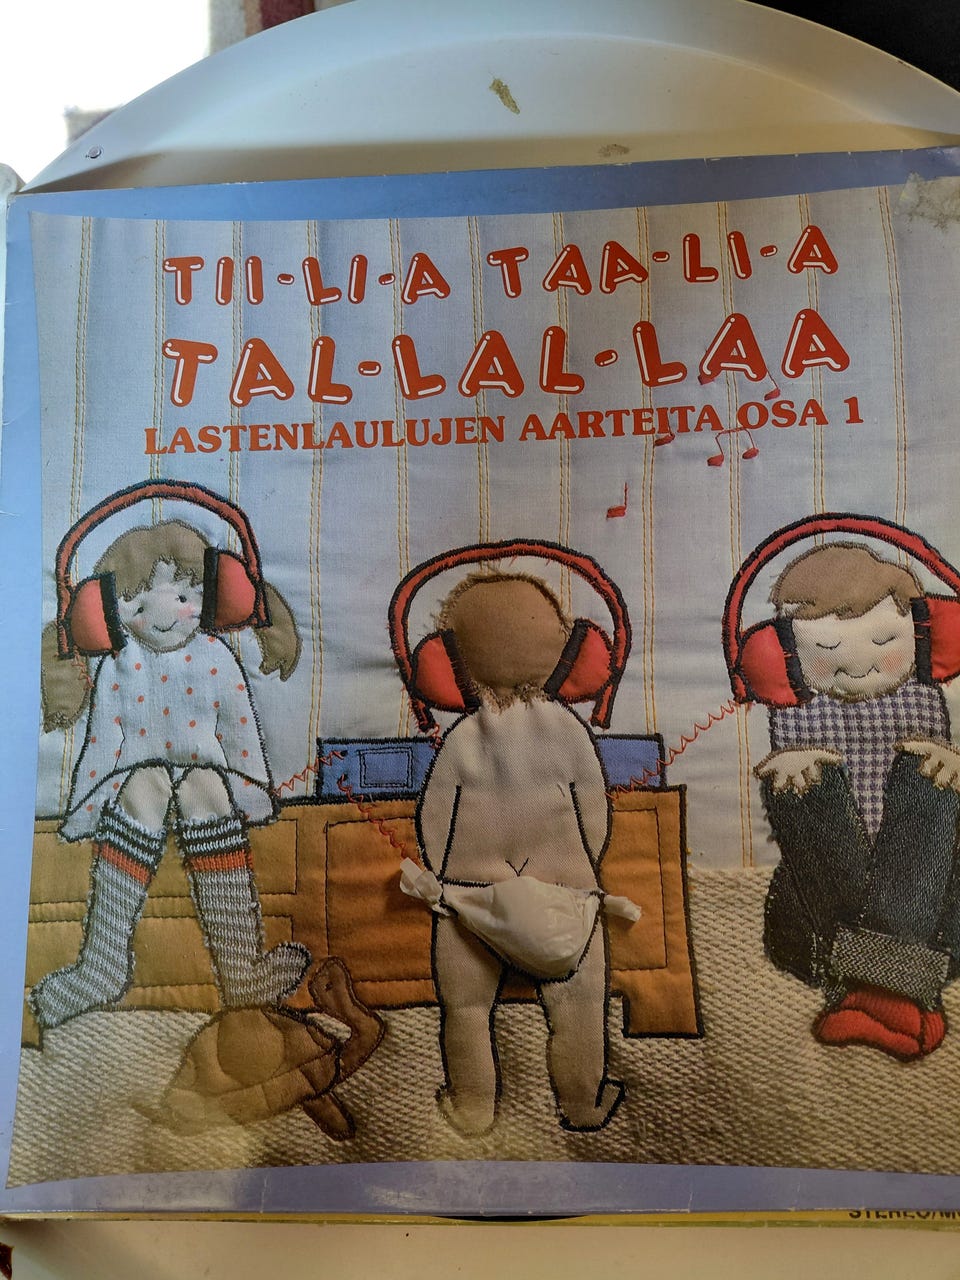 TII-LI-A TAA-LI-A
TAL-LAL-LAA
LASTENLAULUJEN AARTEITA OSA 1